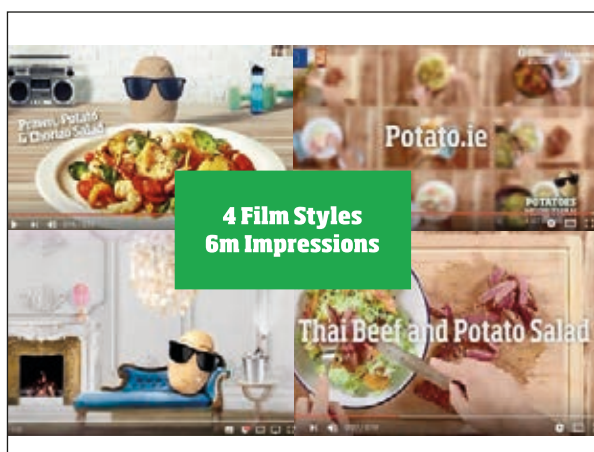 Prawn, Potato
& Chorizo Salad
Potato.ie
POTATOES
4 Film Styles
6m Impressions
Thai Beef and Potato Salad